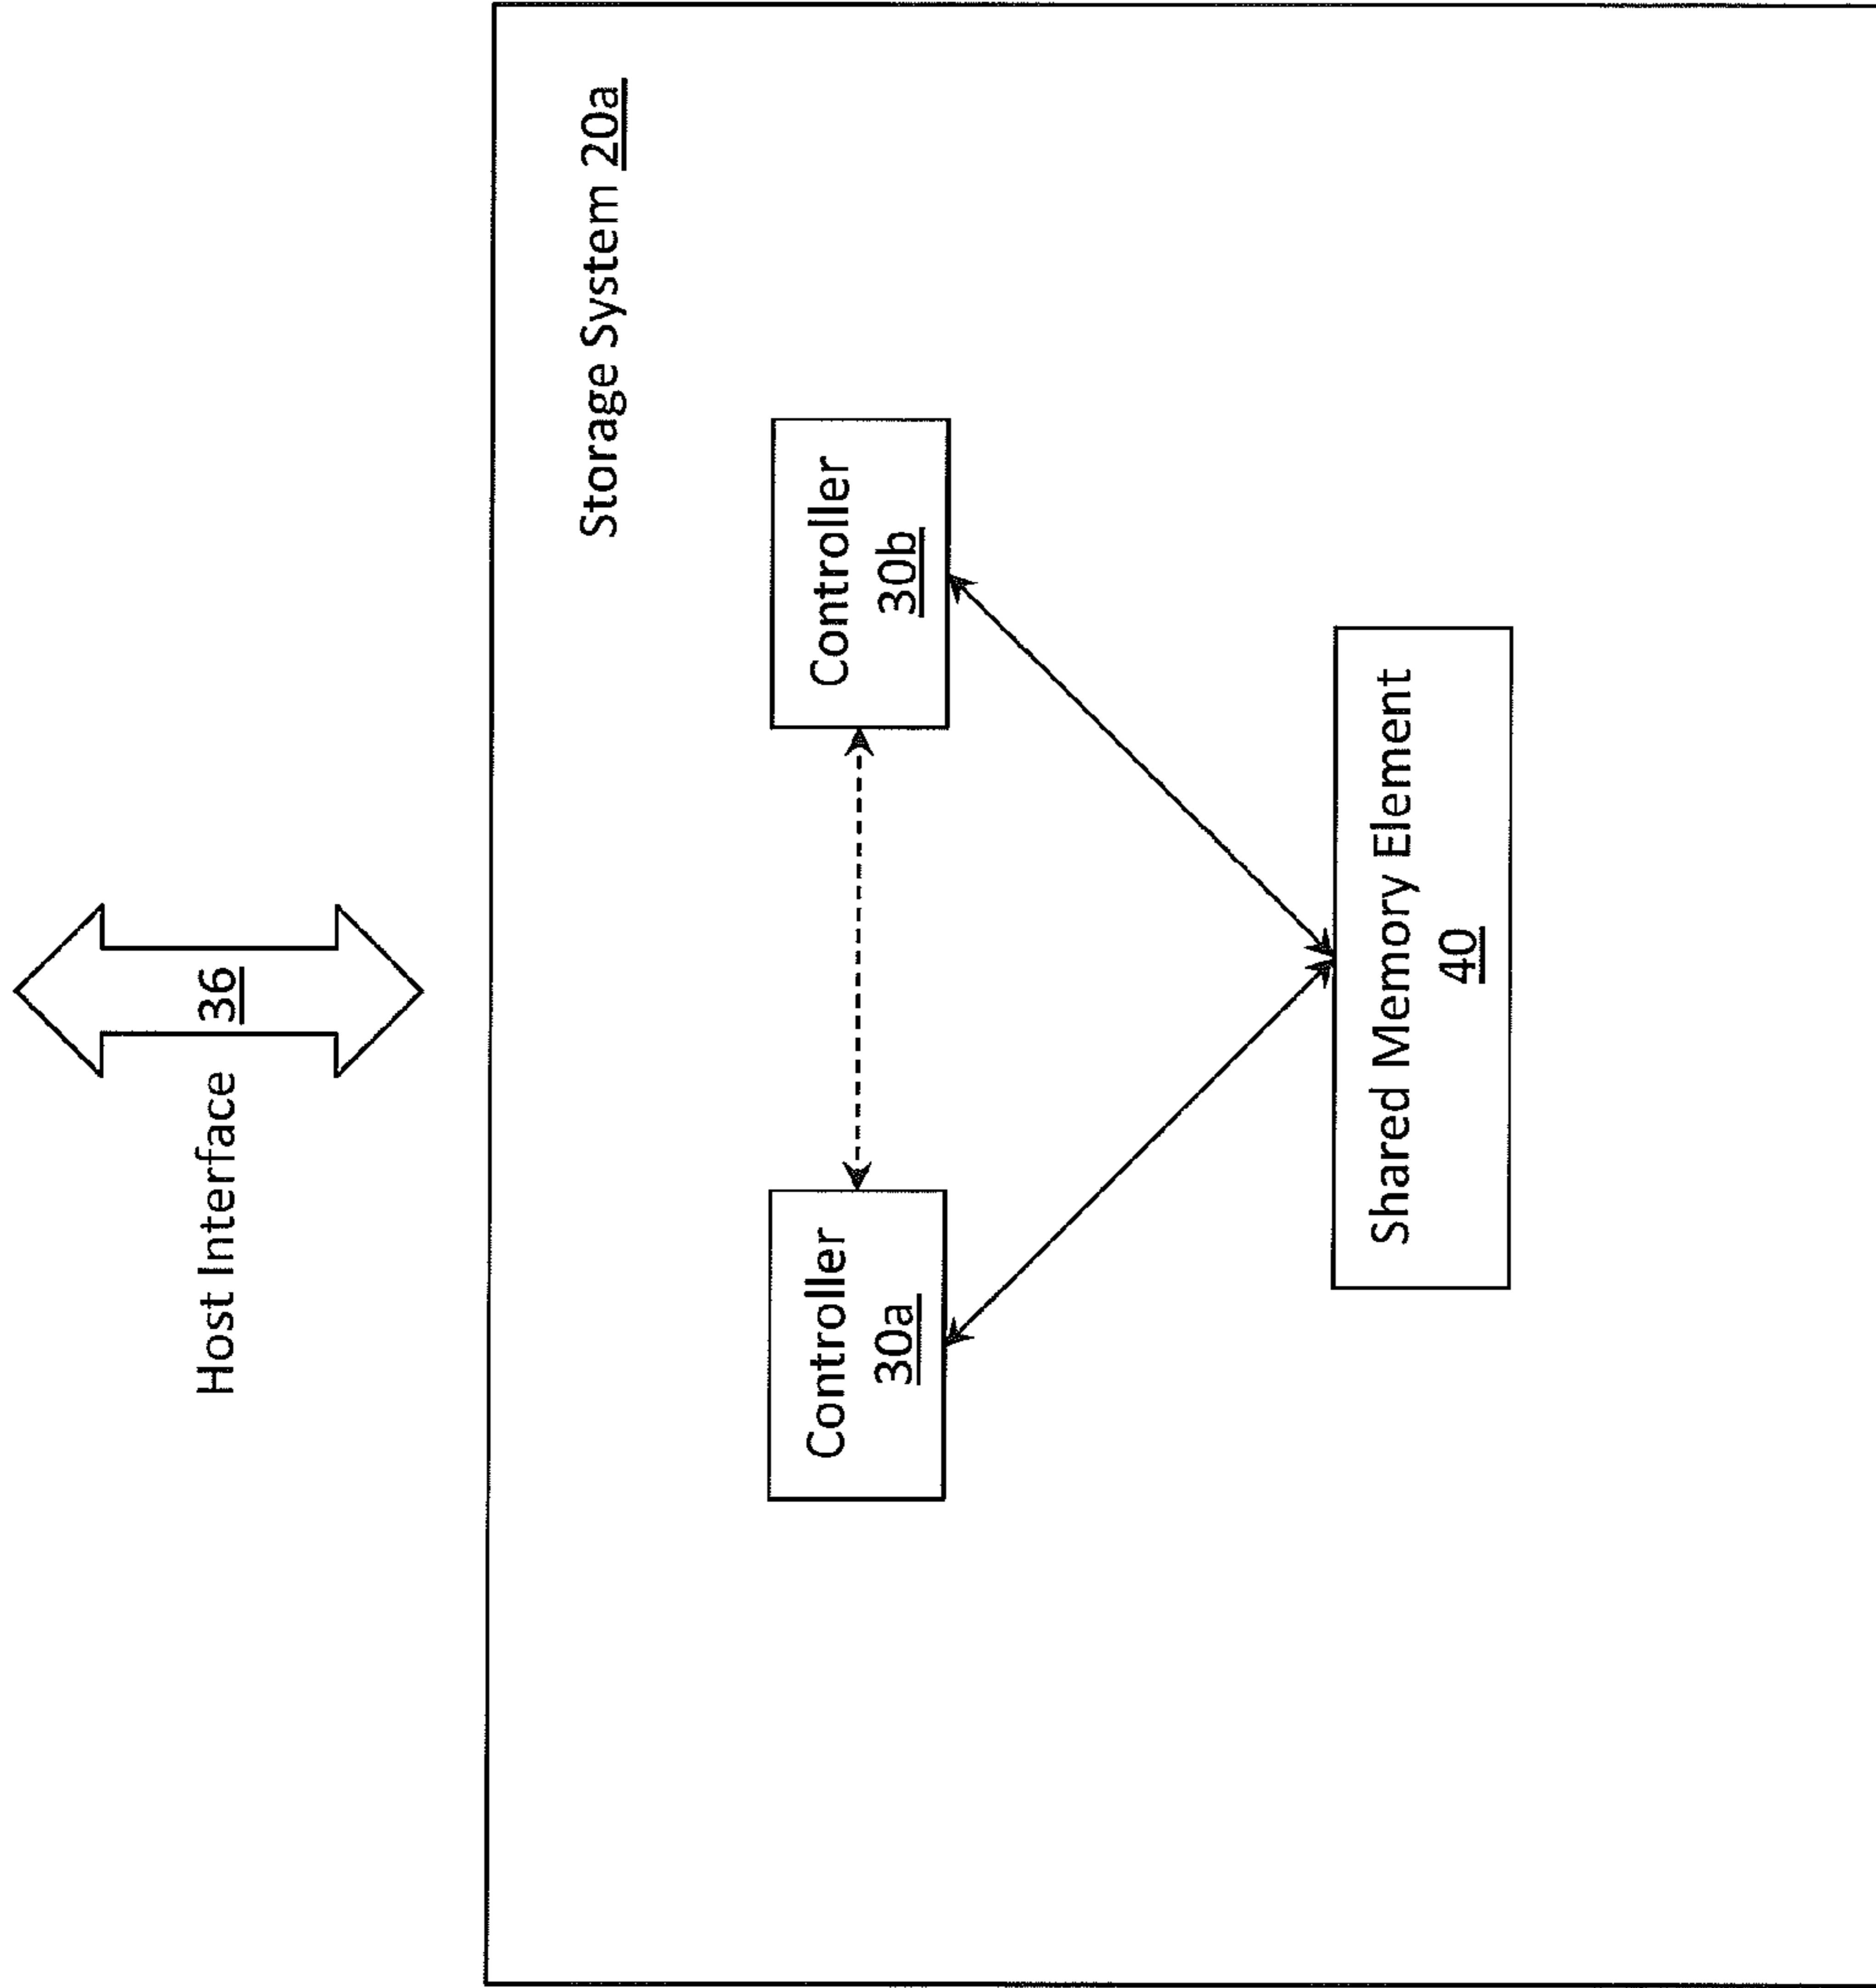 Host Interface 36
Storage System 20a
Controller
30a
Controller
30b
Shared Memory Element
40